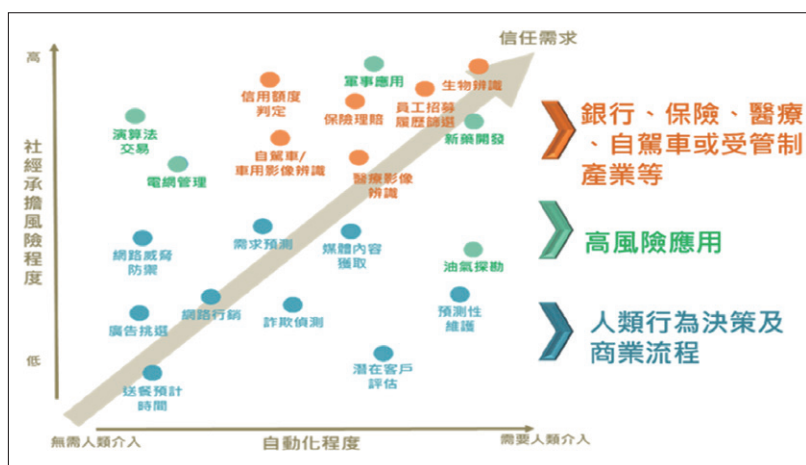 信任需求
高
社經承擔風險程度
低
軍事應用
生物辨識
信用額度
判定
保險理賠
員工招募
履歷篩選
演算法
交易
新藥開發
自駕車/
車用影像辨識
電網管理
醫療影像
辨識
需求預測
網路威脅
防禦
媒體內容
獲取
油氣探勘
網路行銷
廣告挑選
詐欺偵測
預測性
維護
潛在客戶
評估
送餐預計
時間
無需人類介入
自動化程度
需要人類介入
銀行、保險、醫療
、自駕車或受管制
產業等
高風險應用
人類行為決策及
商業流程